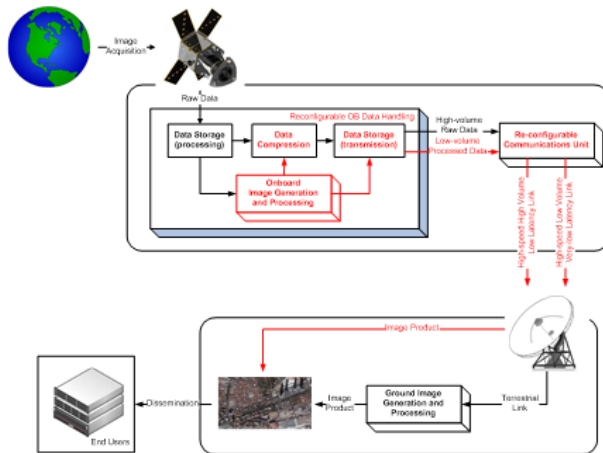 Image
Acquisition
Raw Data
Reconfigurable OB Data Handling
Data Storage
(processing)
Data
Compression
Data Storage
(transmission)
Onboard
Image Generation
and Processing
High-volume
Raw Data
Low-volume
Processed Data
Re-configurable
Communications Unit
High-speed High Volume
Low Latency Link
High-speed Low Volume
Very-low Latency Link
Image Product
End Users
Dissemination
Image
Product
Ground Image
Generation and
Processing
Terrestrial
Link